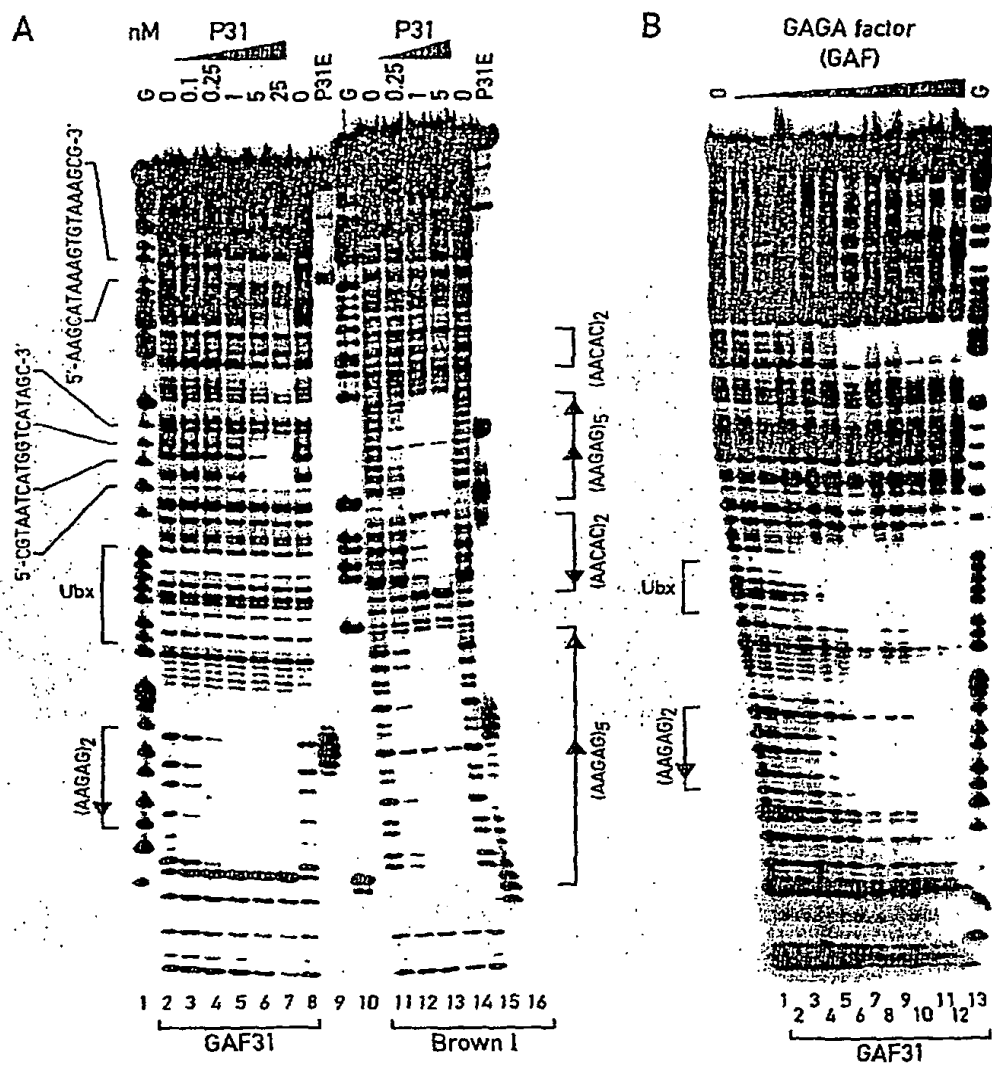 A
nM
P31
P31
G
0
0.1
0.25
1
5
25
0
P31E
G
0
0.25
1
5
0
P31E
5'-AAGCATAAAGTGTAAAGCG-3'
5'-CGTAATCATGGTCATAGC-3'
Ubx
(AAGAG)2
(AACAC)2
(AAGAG)5
(AACAC)2
(AAGAG)5
1 2 3 4 5 6 7 8 9 10 11 12 13 14 15 16
GAF31
Brown 1
B
GAGA factor
(GAF)
0
G
Ubx
(AAGAG)2
1 2 3 4 5 6 7 8 9 10 11 12 13
GAF31